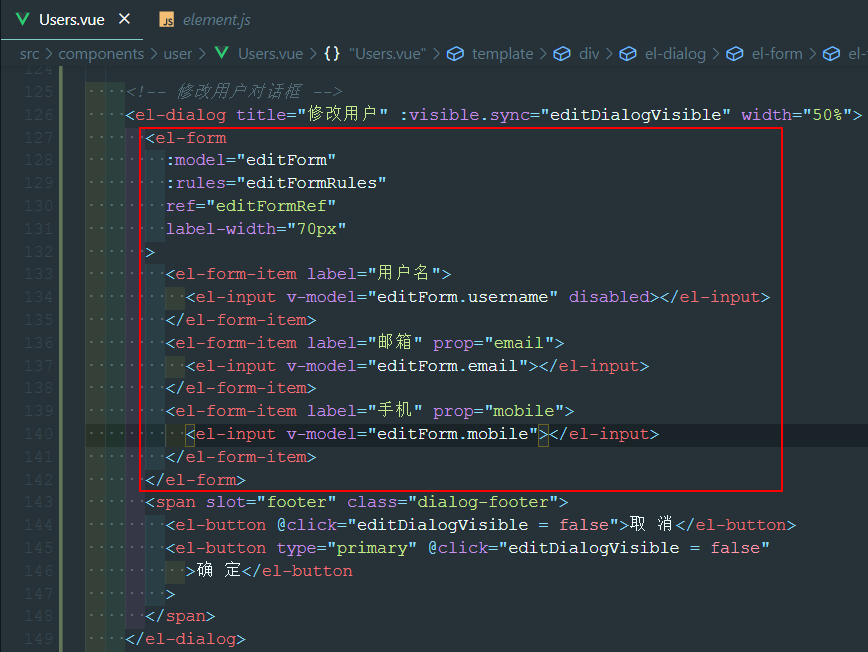 Users.vue ×
JS element.js
src > components > user > Users.vue > {} "Users.vue" > template > div > el-dialog > el-form > el-
124
125 <!-- 修改用户对话框 -->
126 <el-dialog title="修改用户" :visible.sync="editDialogVisible" width="50%">
127 <el-form
128 :model="editForm"
129 :rules="editFormRules"
130 ref="editFormRef"
131 label-width="70px"
132 >
133 <el-form-item label="用户名">
134 <el-input v-model="editForm.username" disabled></el-input>
135 </el-form-item>
136 <el-form-item label="邮箱" prop="email">
137 <el-input v-model="editForm.email"></el-input>
138 </el-form-item>
139 <el-form-item label="手机" prop="mobile">
140 <el-input v-model="editForm.mobile"></el-input>
141 </el-form-item>
142 </el-form>
143 <span slot="footer" class="dialog-footer">
144 <el-button @click="editDialogVisible = false">取 消</el-button>
145 <el-button type="primary" @click="editDialogVisible = false"
146 >确 定</el-button
147 >
148 </span>
149 </el-dialog>